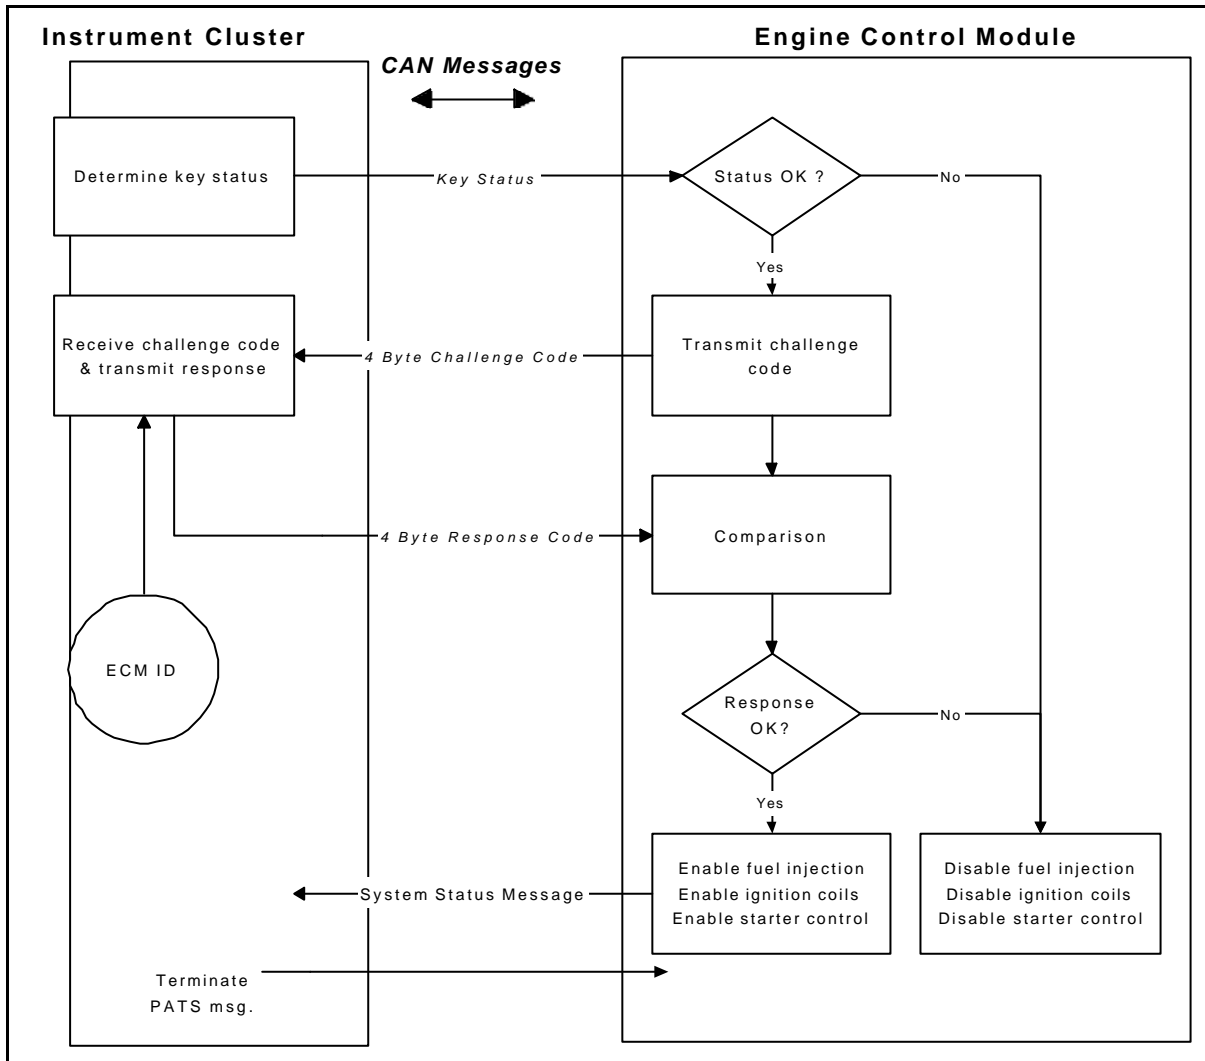 Instrument Cluster
Engine Control Module
CAN Messages
Determine key status
Key Status
Status OK ?
No
Yes
Receive challenge code
& transmit response
4 Byte Challenge Code
Transmit challenge
code
4 Byte Response Code
Comparison
ECM ID
Response
OK?
No
Yes
Enable fuel injection
Enable ignition coils
Enable starter control
Disable fuel injection
Disable ignition coils
Disable starter control
System Status Message
Terminate
PATS msg.